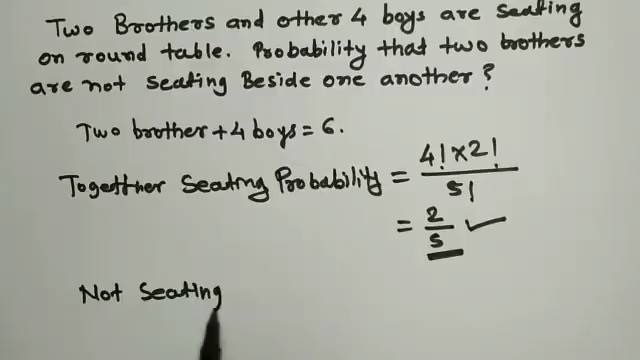 Two Brothers and other 4 boys are seating
on round table. Probability that two brothers
are not seating Beside one another?
Two brother + 4 boys = 6.
Togetther Seating Probability = 4! × 2! / 5!
= 2/5 ✓
Not Seating